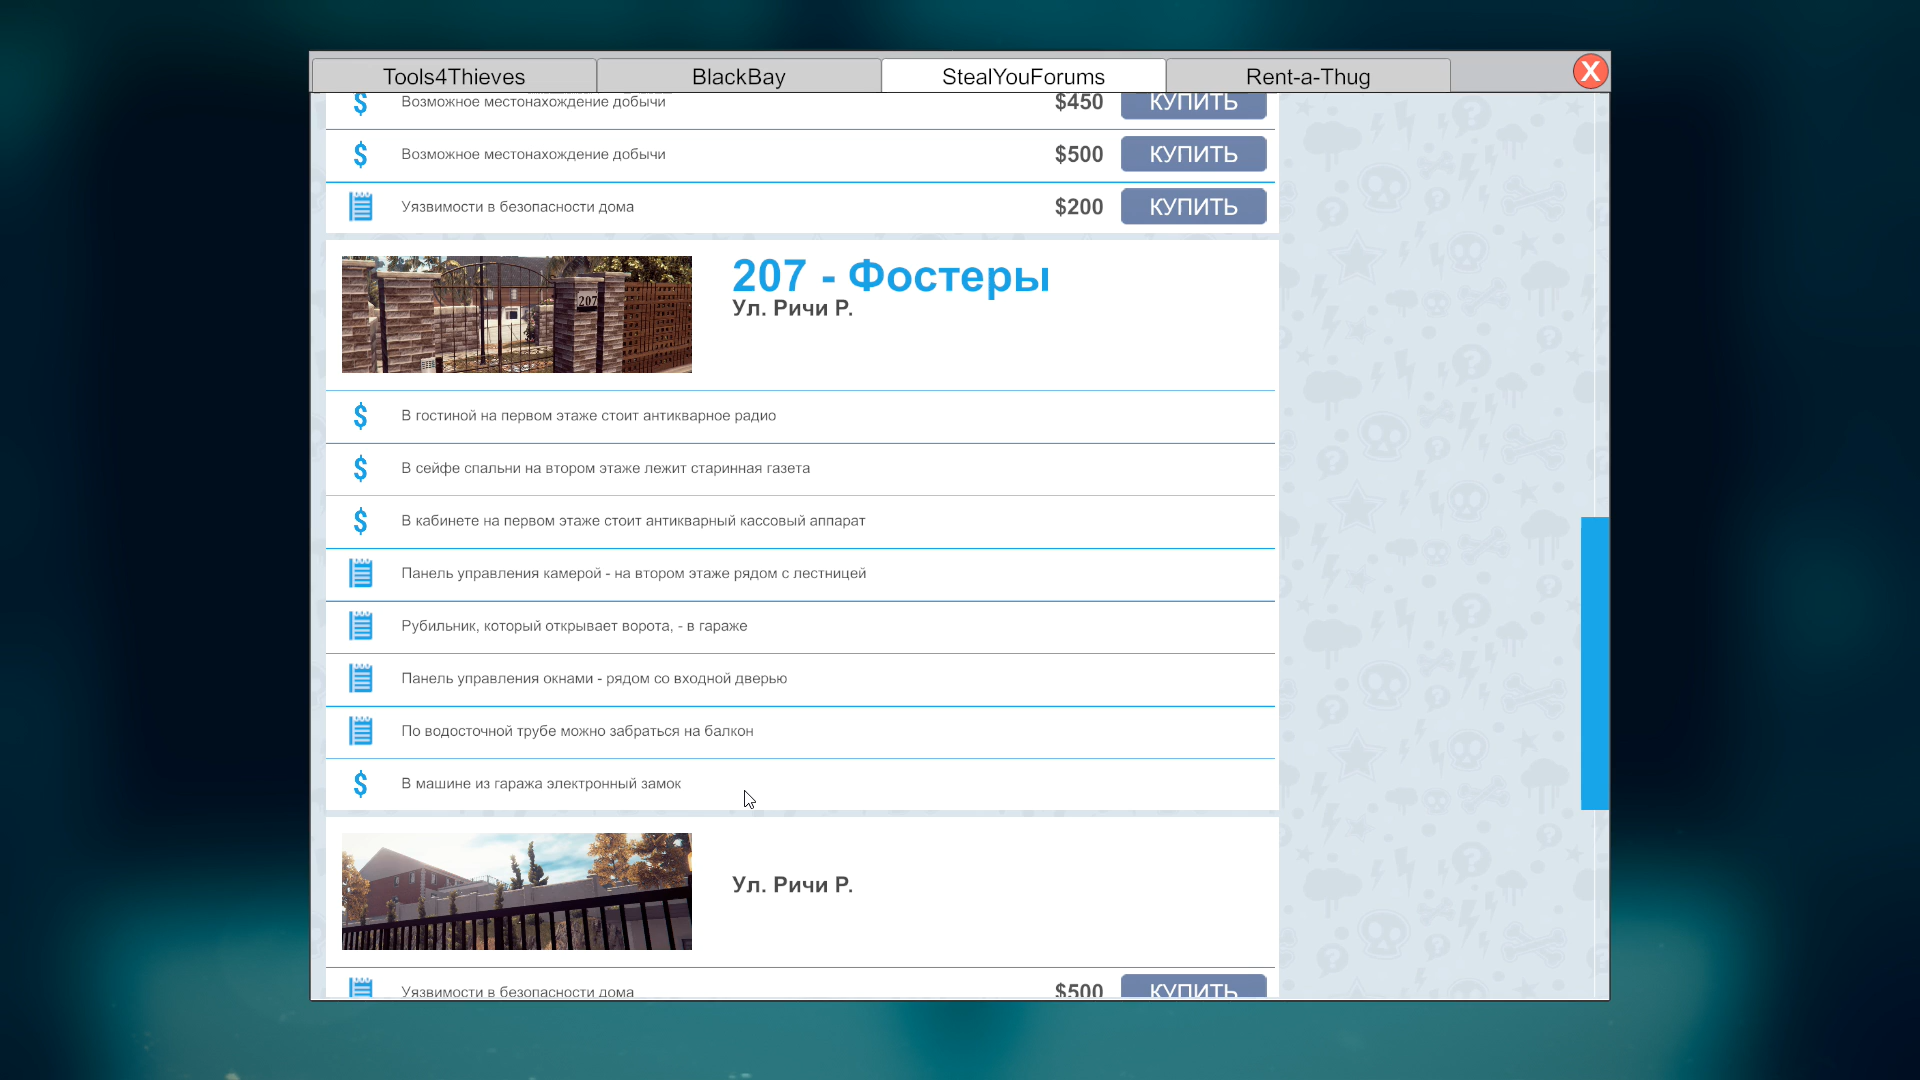 Tools4Thieves
BlackBay
StealYouForums
Rent-a-Thug
X
Возможное местонахождение добычи $450 КУПИТЬ
Возможное местонахождение добычи $500 КУПИТЬ
Уязвимости в безопасности дома $200 КУПИТЬ
207
207 - Фостеры
Ул. Ричи Р.
В гостиной на первом этаже стоит антикварное радио
В сейфе спальни на втором этаже лежит старинная газета
В кабинете на первом этаже стоит антикварный кассовый аппарат
Панель управления камерой - на втором этаже рядом с лестницей
Рубильник, который открывает ворота, - в гараже
Панель управления окнами - рядом со входной дверью
По водосточной трубе можно забраться на балкон
В машине из гаража электронный замок
Ул. Ричи Р.
Уязвимости в безопасности дома $500 КУПИТЬ